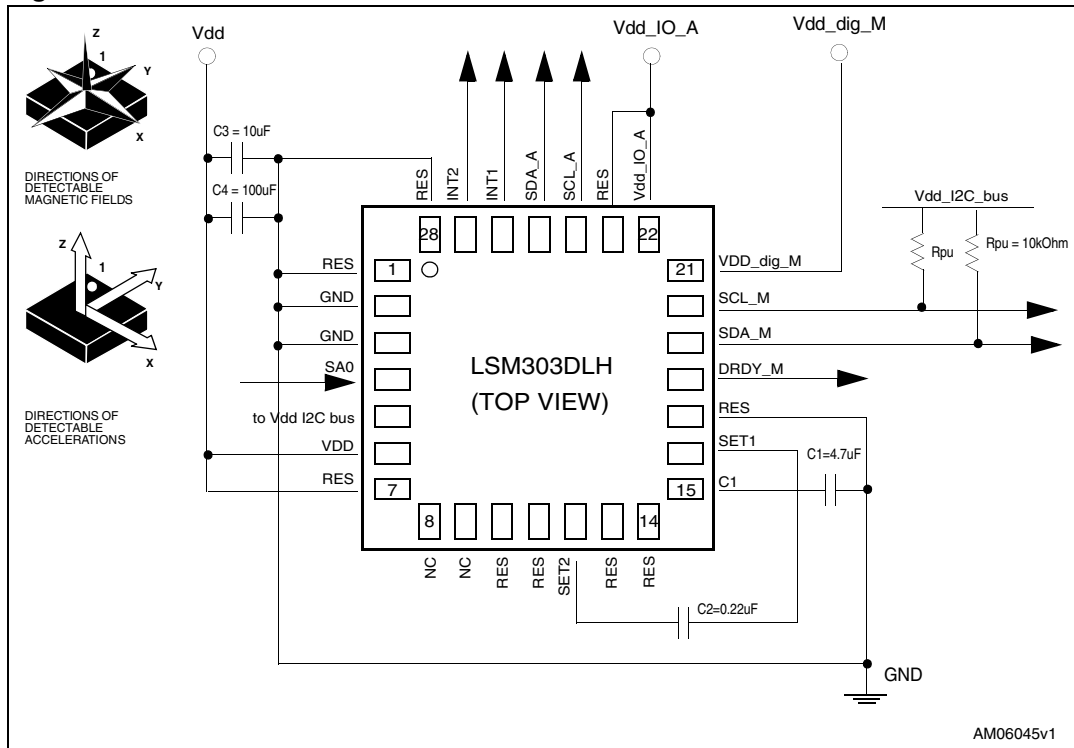 Vdd
Vdd_IO_A
Vdd_dig_M
Z
1
Y
X
DIRECTIONS OF
DETECTABLE
MAGNETIC FIELDS
C3 = 10uF
C4 = 100uF
RES
INT2
INT1
SDA_A
SCL_A
RES
Vdd_IO_A
Vdd_I2C_bus
Rpu
Rpu = 10kOhm
28
22
Z
1
Y
X
DIRECTIONS OF
DETECTABLE
ACCELERATIONS
RES
GND
GND
SA0
to Vdd I2C bus
VDD
RES
1
7
LSM303DLH
(TOP VIEW)
21
15
VDD_dig_M
SCL_M
SDA_M
DRDY_M
RES
SET1
C1
C1=4.7uF
8
14
NC
NC
RES
RES
SET2
RES
RES
C2=0.22uF
GND
AM06045v1